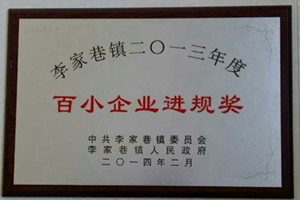 李家巷镇二〇一三年度
百小企业进规奖
中共李家巷镇委员会
李家巷镇人民政府
二〇一四年二月